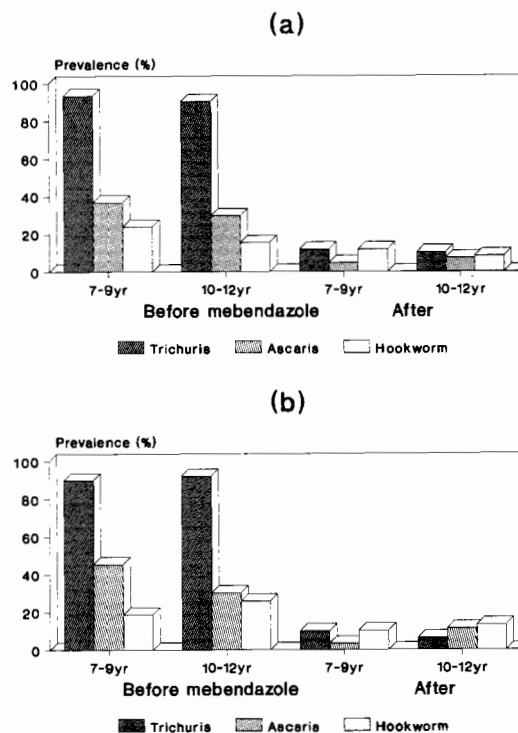 (a)
Prevalence (%)
100
80
60
40
20
0
7-9yr 10-12yr 7-9yr 10-12yr
Before mebendazole After
Trichuris Ascaris Hookworm
(b)
Prevalence (%)
100
80
60
40
20
0
7-9yr 10-12yr 7-9yr 10-12yr
Before mebendazole After
Trichuris Ascaris Hookworm